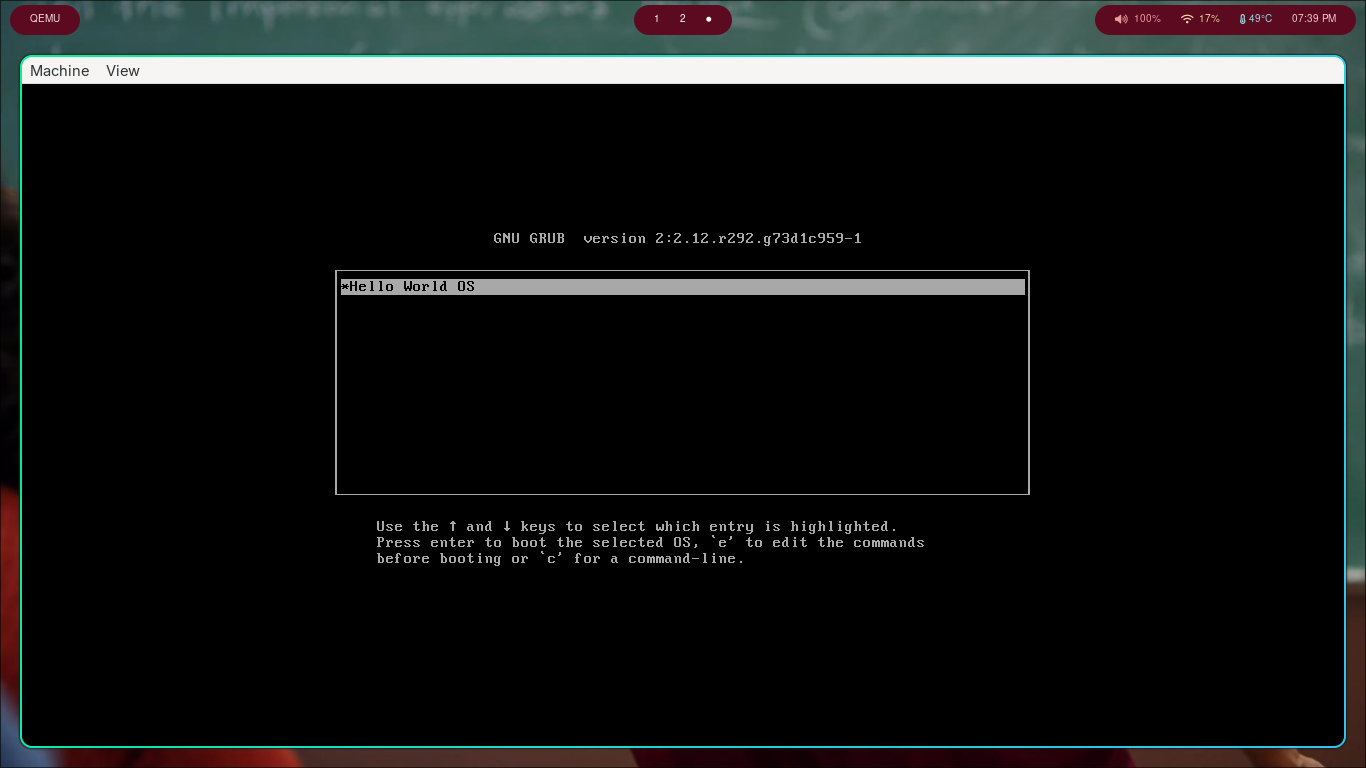 QEMU
1 2
100% 17% 49°C 07:39 PM
Machine View
GNU GRUB version 2:2.12.r292.g73d1c959-1
*Hello World OS
Use the ↑ and ↓ keys to select which entry is highlighted.
Press enter to boot the selected OS, `e' to edit the commands
before booting or `c' for a command-line.